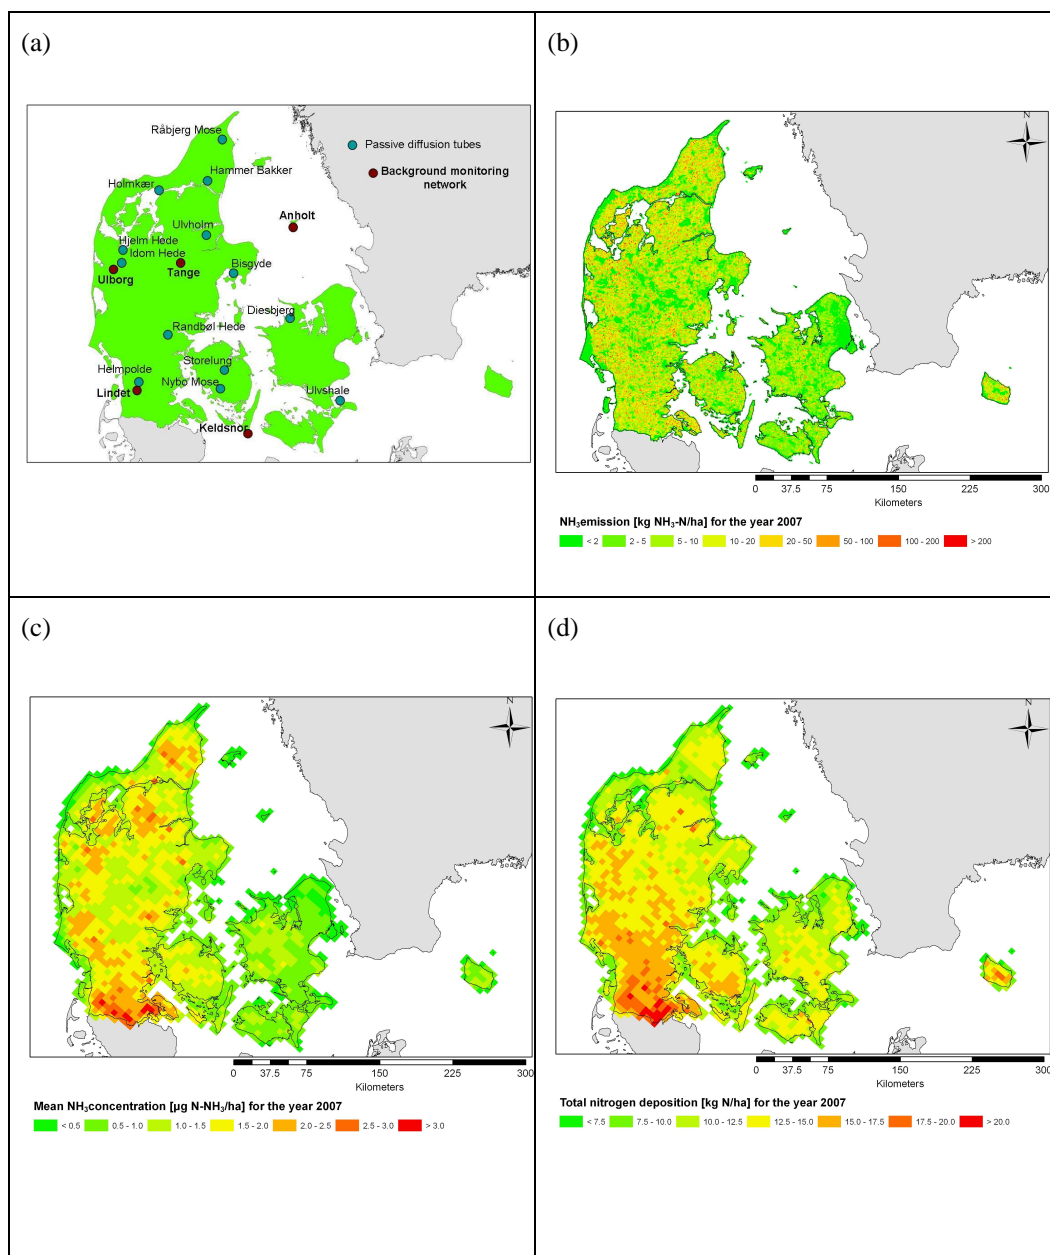 (a)
Råbjerg Mose
Passive diffusion tubes
Hammer Bakker
Background monitoring
network
Holmkær
Anholt
Ulvholm
Hjelm Hede
Idom Hede
Tange
Ulborg
Bisgyde
Diesbjerg
Randbøl Hede
Storelung
Helmpolde
Nybo Mose
Lindet
Ulvshale
Keldsnor
(b)
N
0 37.5 75 150 225 300
Kilometers
NH₃emission [kg NH₃-N/ha] for the year 2007
< 2 2 - 5 5 - 10 10 - 20 20 - 50 50 - 100 100 - 200 > 200
(c)
N
0 37.5 75 150 225 300
Kilometers
Mean NH₃concentration [µg N-NH₃/ha] for the year 2007
< 0.5 0.5 - 1.0 1.0 - 1.5 1.5 - 2.0 2.0 - 2.5 2.5 - 3.0 > 3.0
(d)
N
0 37.5 75 150 225 300
Kilometers
Total nitrogen deposition [kg N/ha] for the year 2007
< 7.5 7.5 - 10.0 10.0 - 12.5 12.5 - 15.0 15.0 - 17.5 17.5 - 20.0 > 20.0